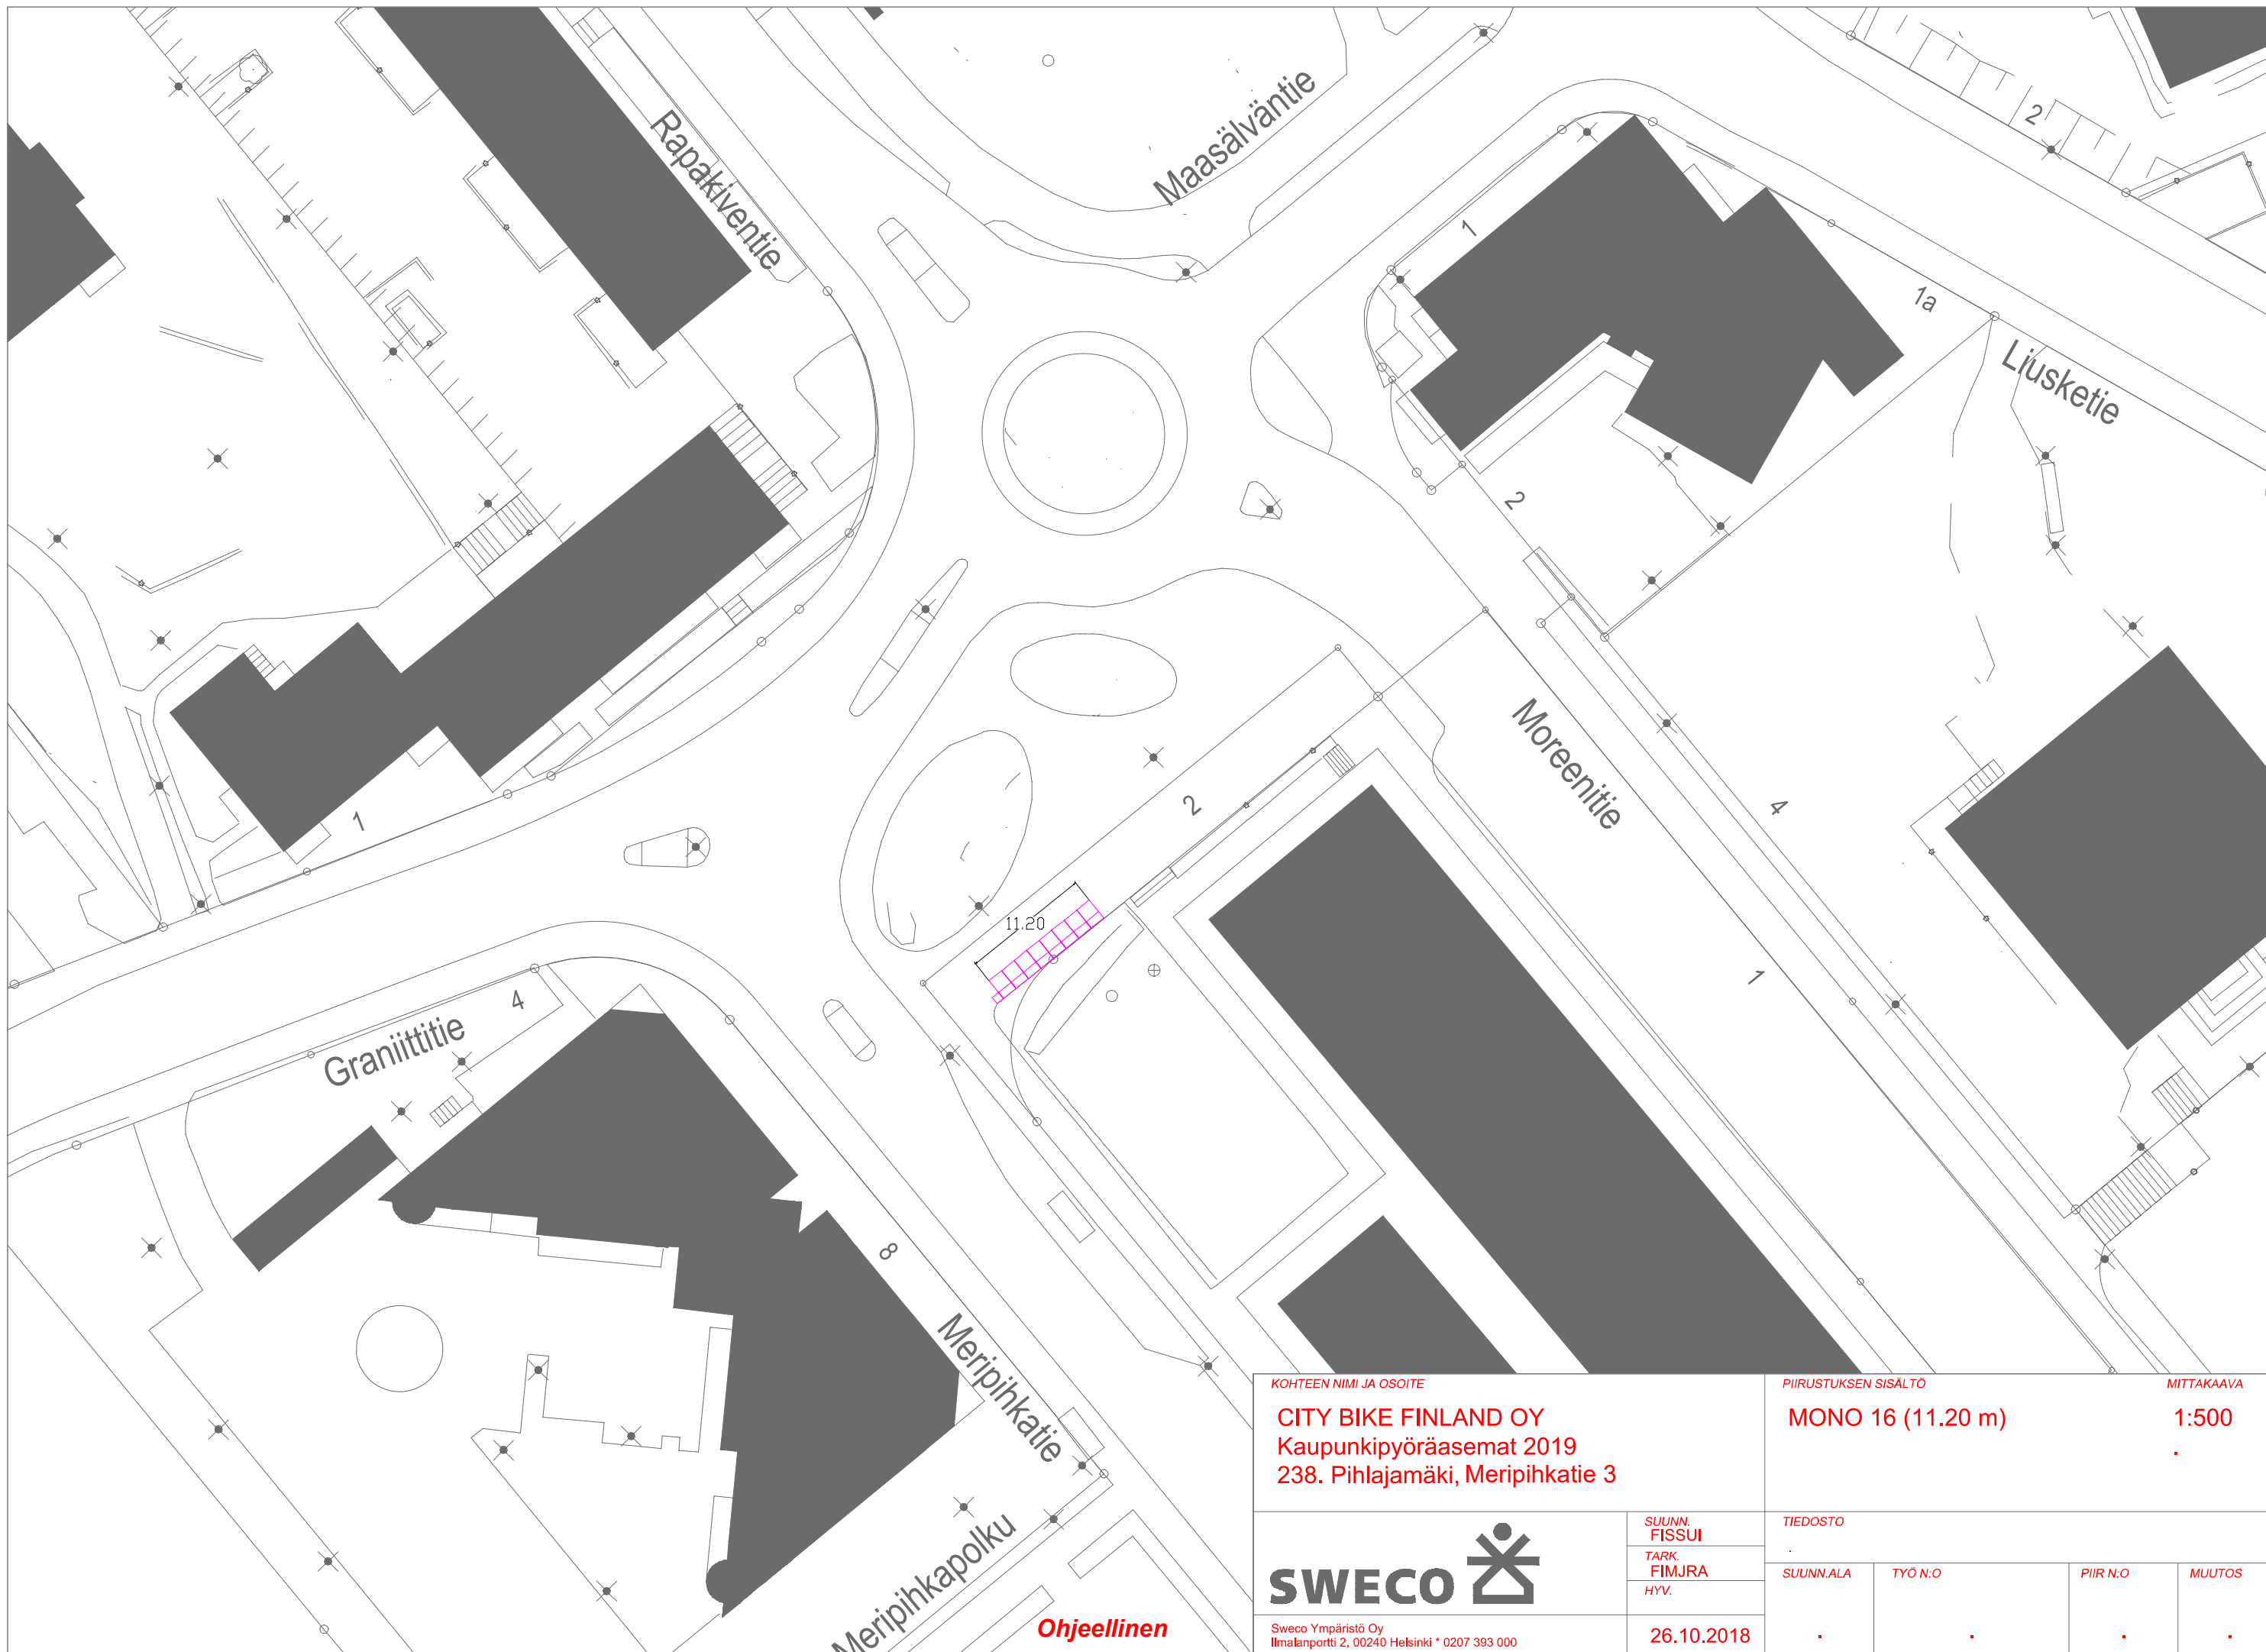 Rapakiventie
Maasälväntie
2
1
1a
Liusketie
2
Moreenitie
2
4
1
11.20
1
4
Graniittitie
8
Meripihkatie
Meripihkapolku
Ohjeellinen
KOHTEEN NIMI JA OSOITE
CITY BIKE FINLAND OY
Kaupunkipyöräasemat 2019
238. Pihlajamäki, Meripihkatie 3
PIIRUSTUKSEN SISÄLTÖ
MONO 16 (11.20 m)
MITTAKAAVA
1:500
.
SWECO
SUUNN.
FISSUI
TARK.
FIMJRA
HYV.
TIEDOSTO
.
SUUNN.ALA
TYÖ N:O
PIIR N:O
MUUTOS
Sweco Ympäristö Oy
Ilmalanportti 2, 00240 Helsinki * 0207 393 000
26.10.2018
. . . .